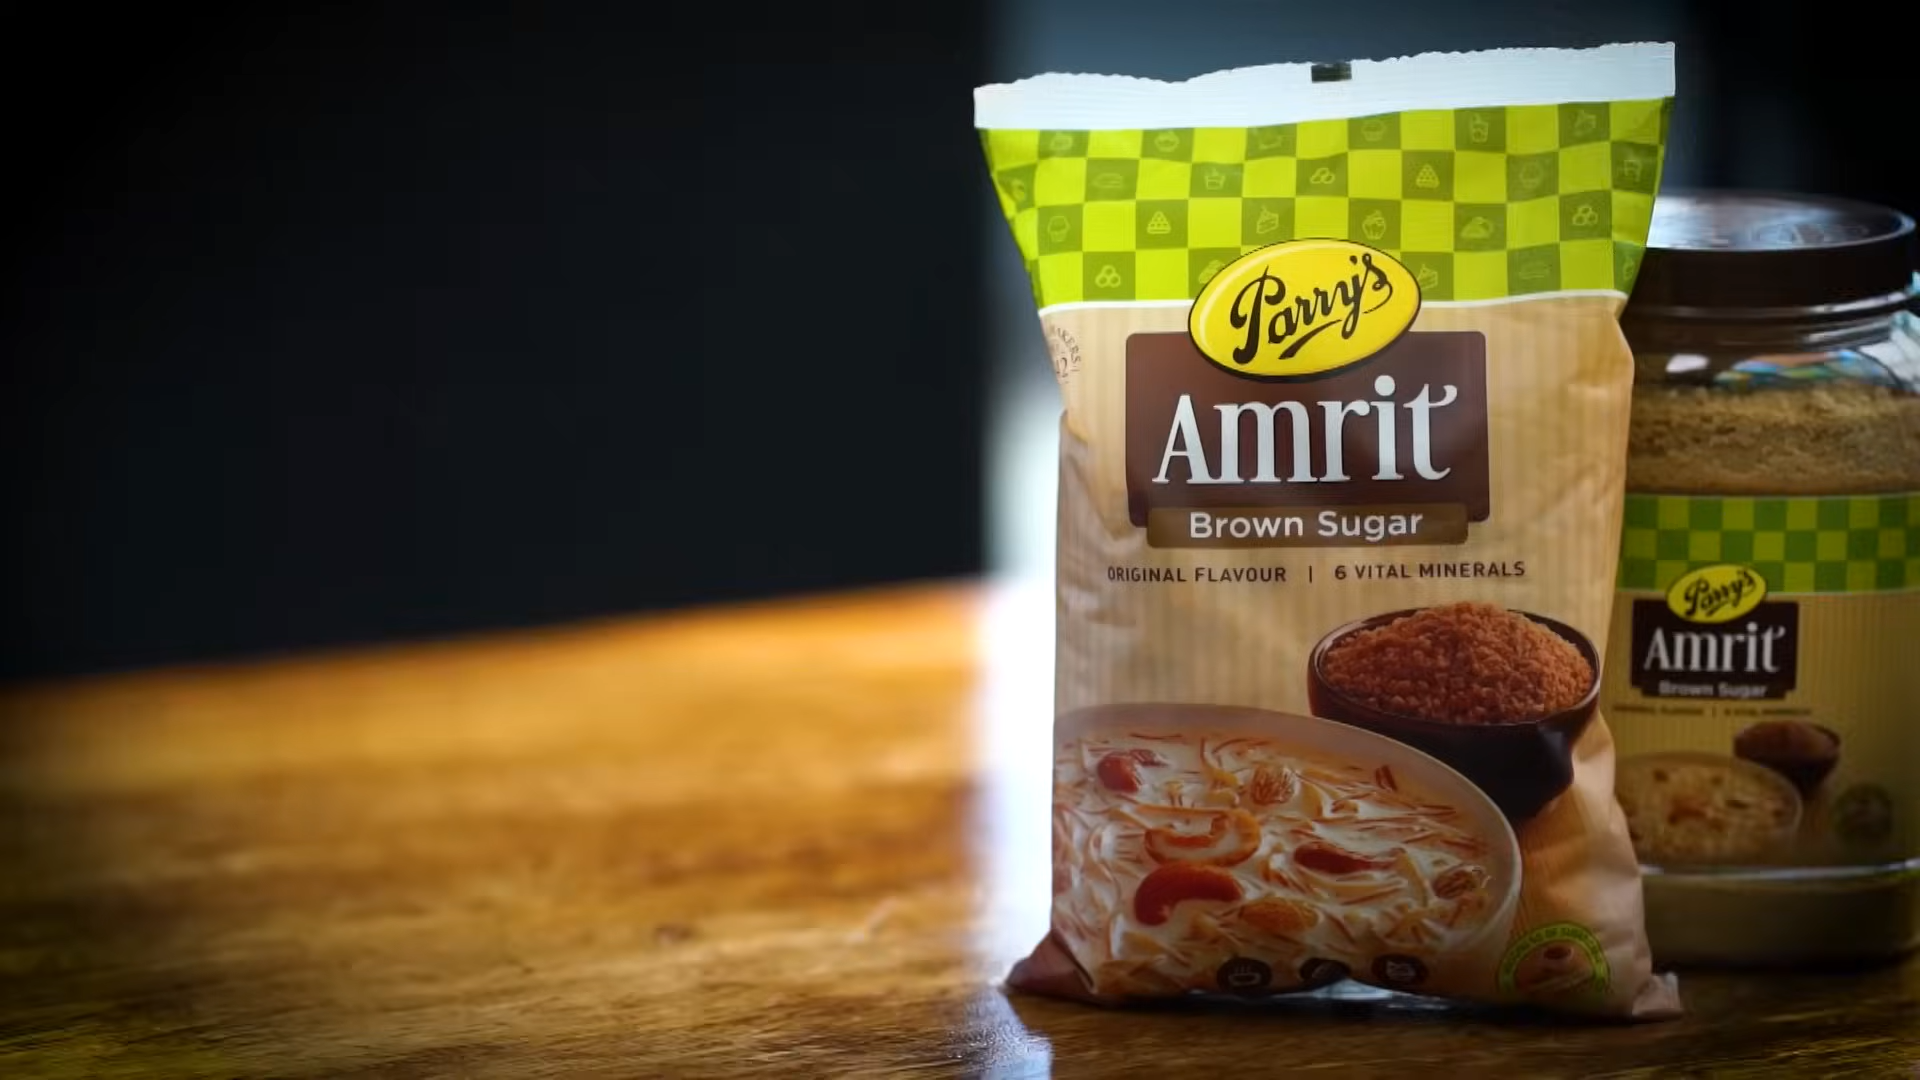 Parry's
Amrit
Brown Sugar
ORIGINAL FLAVOUR | 6 VITAL MINERALS
Parry's
Amrit
Brown Sugar